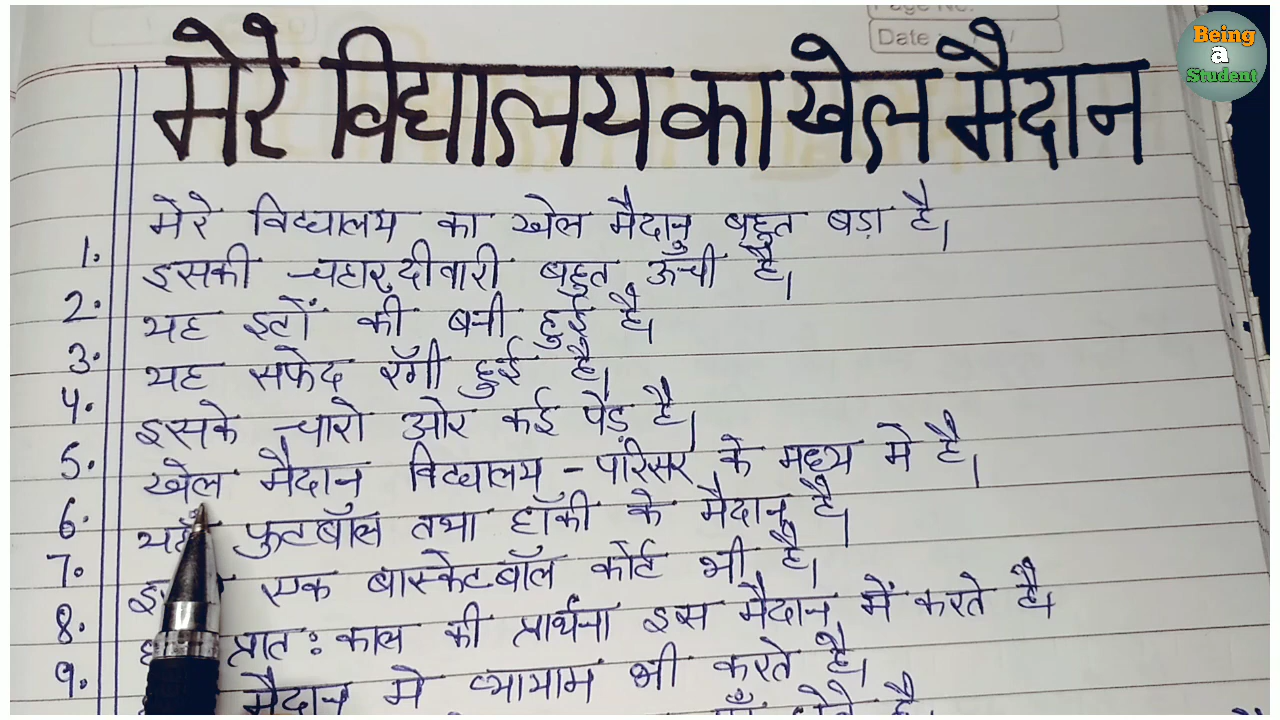 Page No.
Date : /
Being
a
Student
मेरे विद्यालय का खेल मैदान
1. मेरे विद्यालय का खेल मैदान बहुत बड़ा है।
2. इसकी चहारदीवारी बहुत ऊँची है।
3. यह इटों की बनी हुई है।
4. यह सफेद रँगी हुई है।
5. इसके चारो ओर कई पेड़ है।
6. खेल मैदान विद्यालय - परिसर के मध्य मे है।
7. फुटबॉल तथा हॉकी के मैदान है।
8. एक बास्केटबॉल कोर्ट भी है।
9. प्रातः काल की प्रार्थना इस मैदान में करते है।
मैदान मे व्यायाम भी करते है।